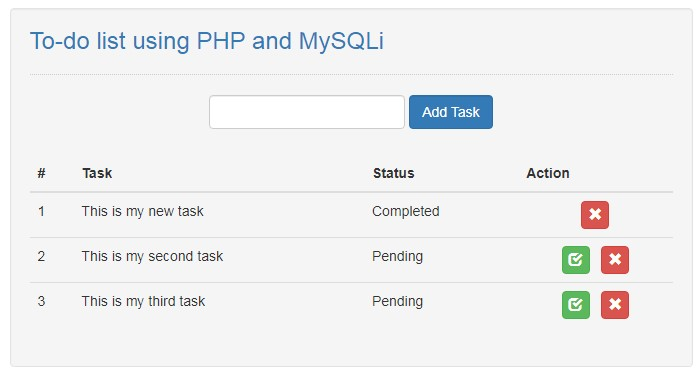 To-do list using PHP and MySQLi
Add Task
# Task Status Action
1 This is my new task Completed
2 This is my second task Pending
3 This is my third task Pending